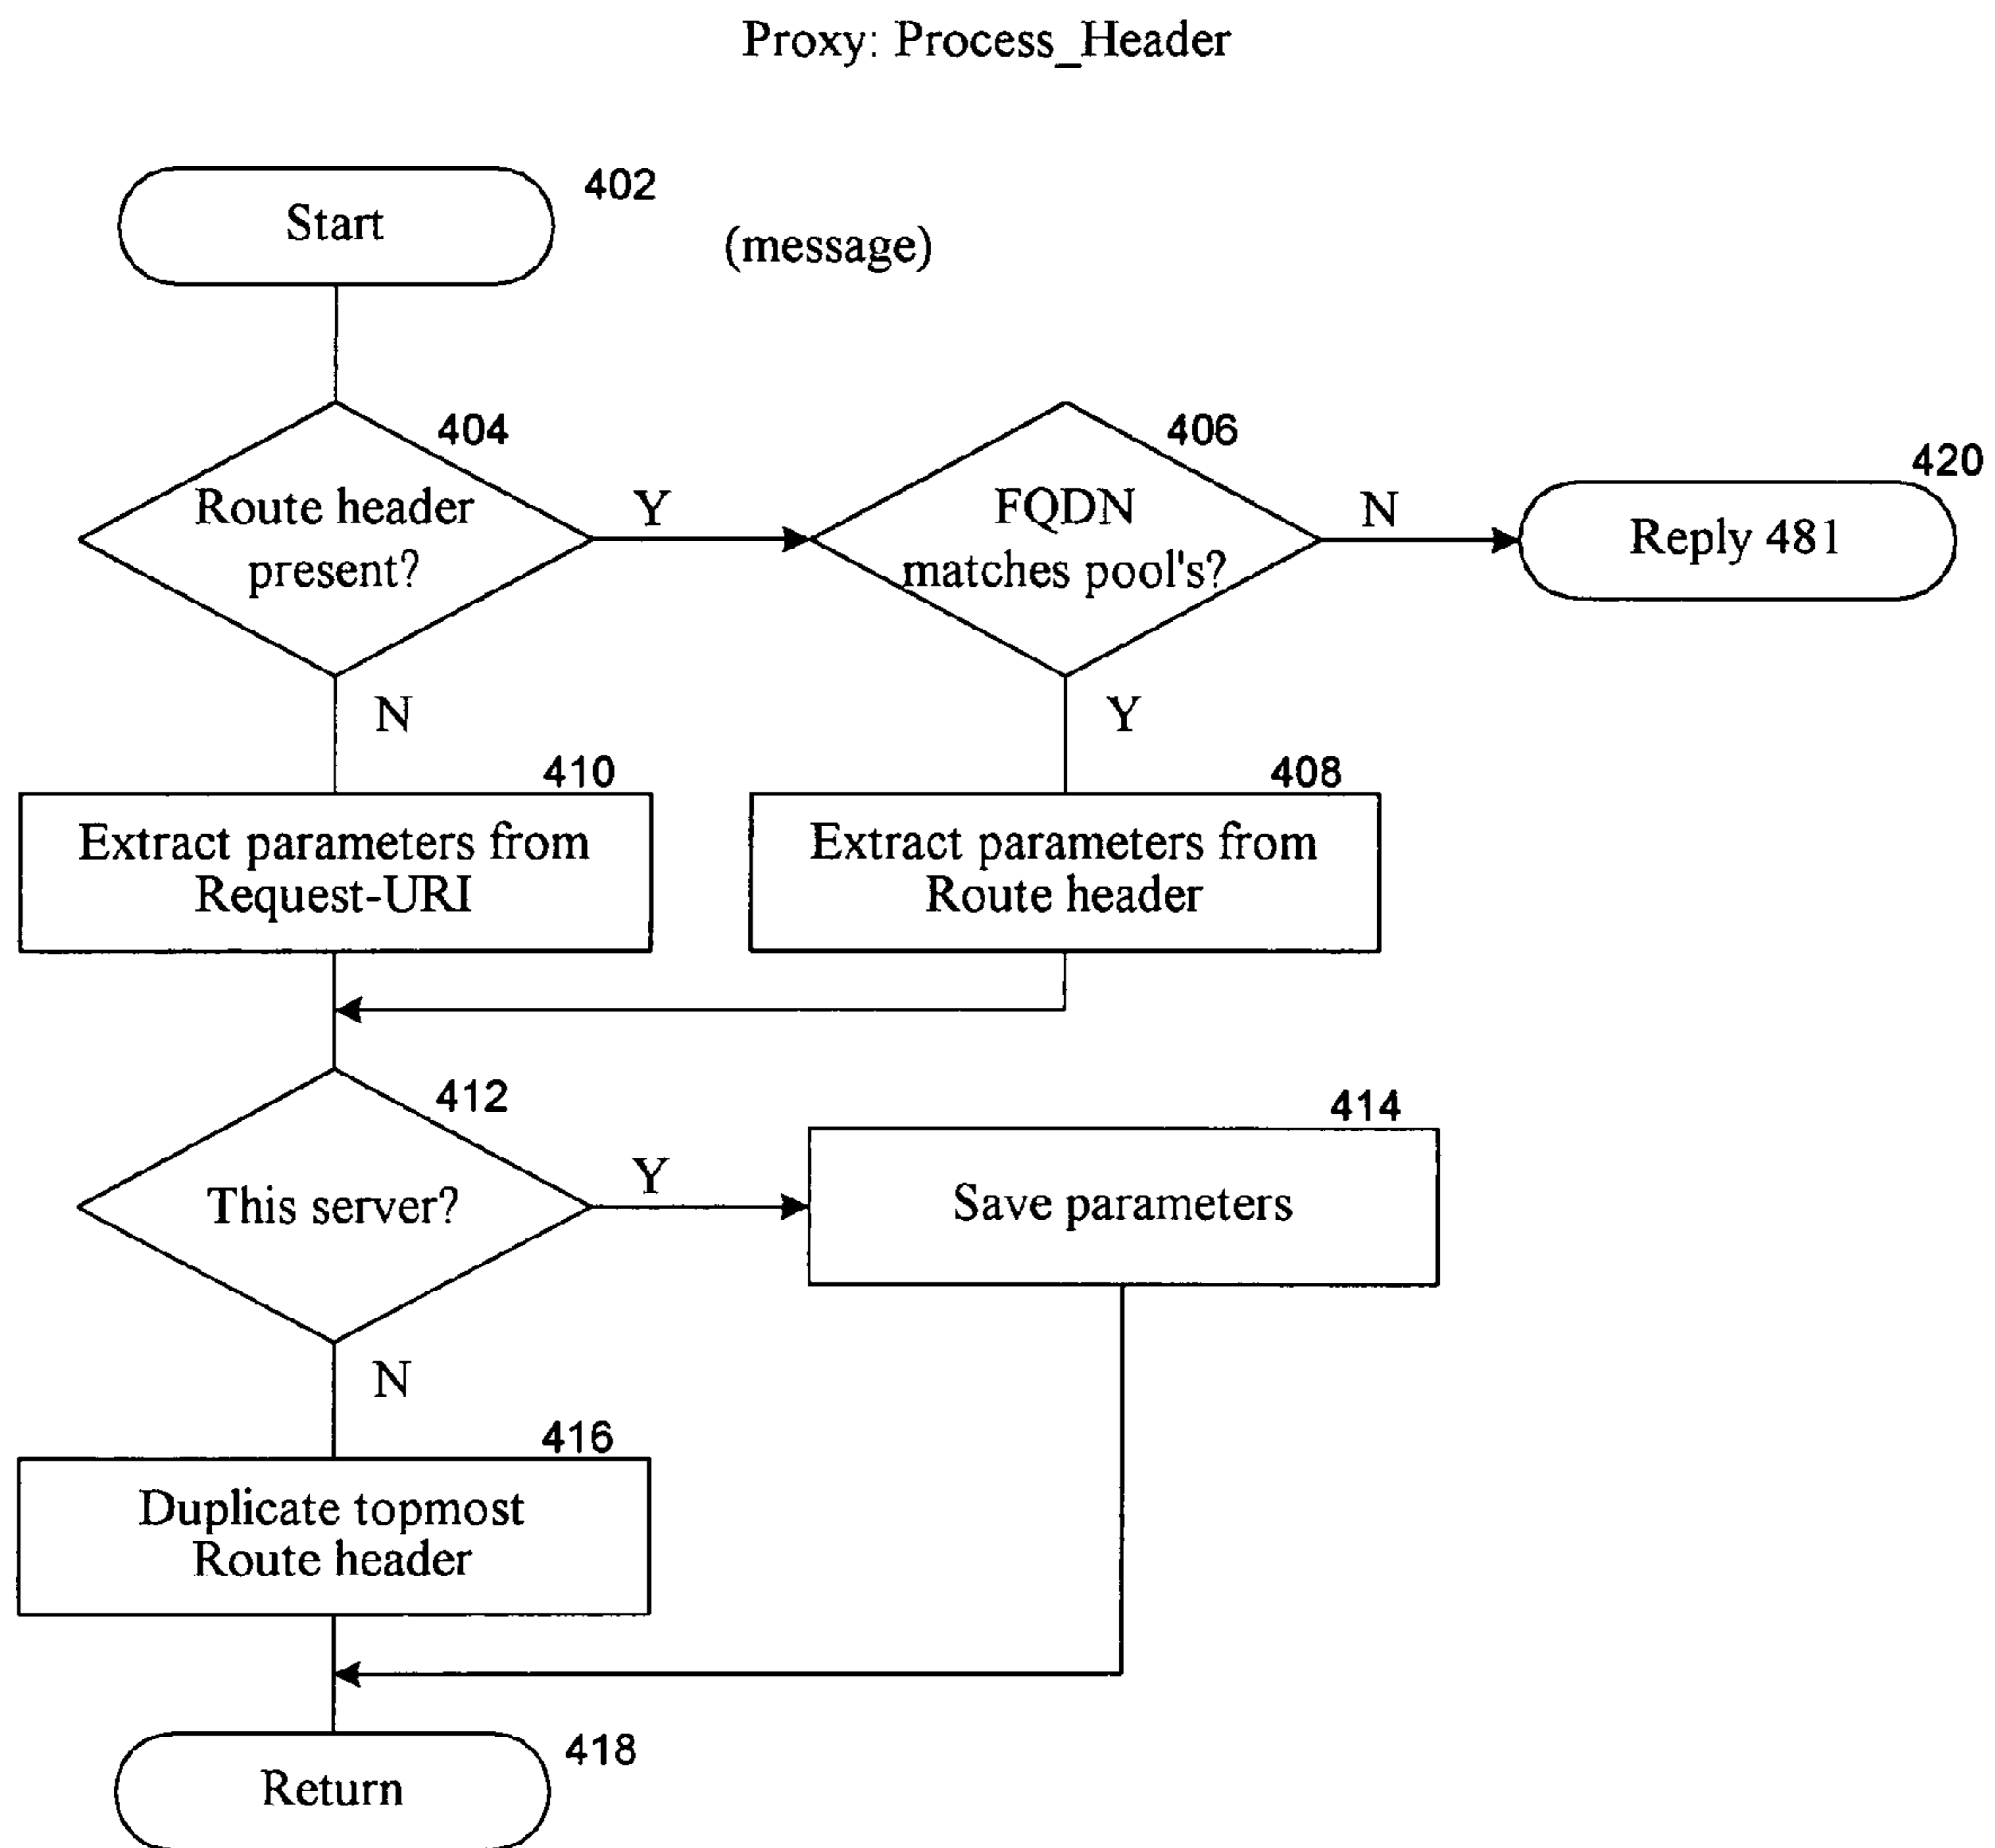 Proxy: Process_Header
402
Start
(message)
404
Route header
present?
Y
406
FQDN
matches pool's?
N
420
Reply 481
N
Y
410
Extract parameters from
Request-URI
408
Extract parameters from
Route header
412
This server?
Y
414
Save parameters
N
416
Duplicate topmost
Route header
418
Return